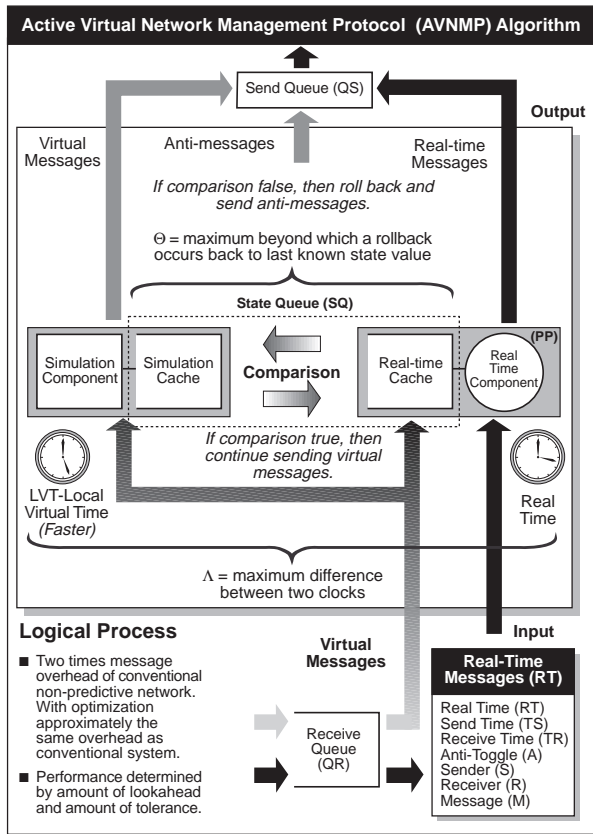 Active Virtual Network Management Protocol (AVNMP) Algorithm
Send Queue (QS)
Output
Virtual
Messages
Anti-messages
Real-time
Messages
If comparison false, then roll back and
send anti-messages.
Θ = maximum beyond which a rollback
occurs back to last known state value
State Queue (SQ)
(PP)
Simulation
Component
Simulation
Cache
Comparison
Real-time
Cache
Real
Time
Component
If comparison true, then
continue sending virtual
messages.
LVT-Local
Virtual Time
(Faster)
Real
Time
Λ = maximum difference
between two clocks
Logical Process
■ Two times message
overhead of conventional
non-predictive network.
With optimization
approximately the
same overhead as
conventional system.
■ Performance determined
by amount of lookahead
and amount of tolerance.
Virtual
Messages
Receive
Queue
(QR)
Input
Real-Time
Messages (RT)
Real Time (RT)
Send Time (TS)
Receive Time (TR)
Anti-Toggle (A)
Sender (S)
Receiver (R)
Message (M)